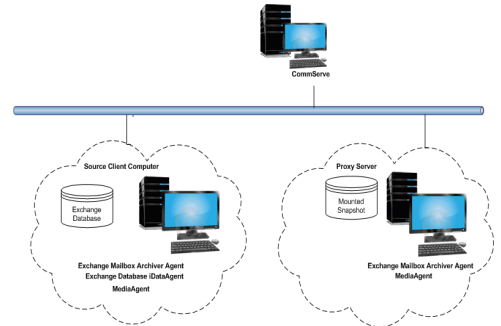 CommServe
Source Client Computer
Exchange
Database
Exchange Mailbox Archiver Agent
Exchange Database iDataAgent
MediaAgent
Proxy Server
Mounted
Snapshot
Exchange Mailbox Archiver Agent
MediaAgent